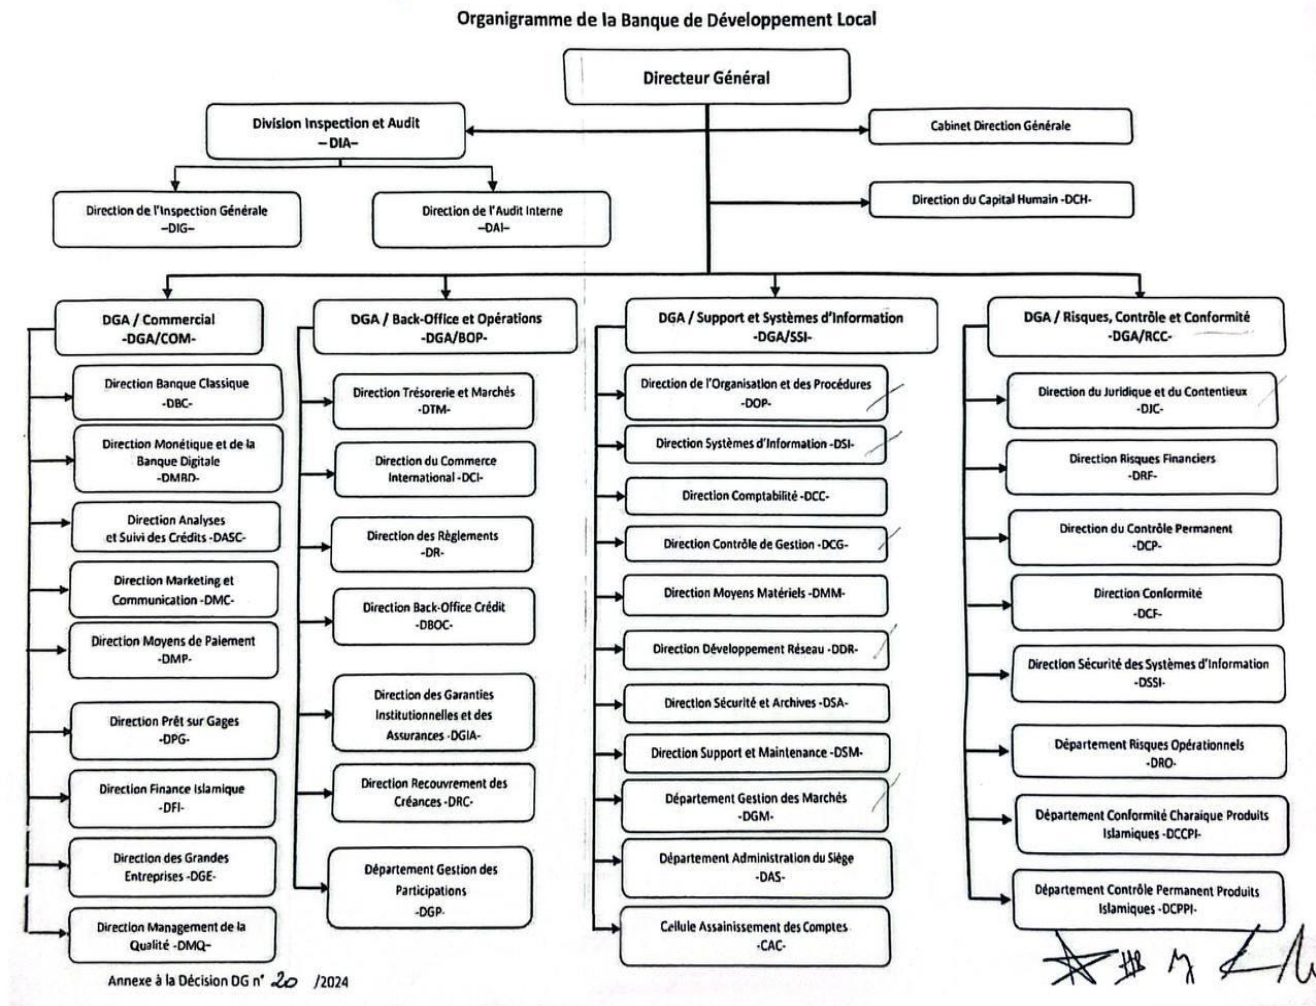 Organigramme de la Banque de Développement Local
Directeur Général
Division Inspection et Audit
– DIA–
Cabinet Direction Générale
Direction de l'Inspection Générale
–DIG–
Direction de l'Audit Interne
–DAI–
Direction du Capital Humain -DCH-
DGA / Commercial
-DGA/COM-
Direction Banque Classique
-DBC-
Direction Monétique et de la
Banque Digitale
-DMBD-
Direction Analyses
et Suivi des Crédits -DASC-
Direction Marketing et
Communication -DMC-
Direction Moyens de Paiement
-DMP-
Direction Prêt sur Gages
-DPG-
Direction Finance Islamique
-DFI-
Direction des Grandes
Entreprises -DGE-
Direction Management de la
Qualité -DMQ–
DGA / Back-Office et Opérations
-DGA/BOP-
Direction Trésorerie et Marchés
-DTM-
Direction du Commerce
International -DCI-
Direction des Règlements
-DR-
Direction Back-Office Crédit
-DBOC-
Direction des Garanties
Institutionnelles et des
Assurances -DGIA-
Direction Recouvrement des
Créances -DRC-
Département Gestion des
Participations
-DGP-
DGA / Support et Systèmes d'Information
-DGA/SSI-
Direction de l'Organisation et des Procédures
-DOP-
Direction Systèmes d'Information -DSI-
Direction Comptabilité -DCC-
Direction Contrôle de Gestion -DCG-
Direction Moyens Matériels -DMM-
Direction Développement Réseau -DDR-
Direction Sécurité et Archives -DSA-
Direction Support et Maintenance -DSM-
Département Gestion des Marchés
-DGM-
Département Administration du Siège
-DAS-
Cellule Assainissement des Comptes
-CAC-
DGA / Risques, Contrôle et Conformité
-DGA/RCC-
Direction du Juridique et du Contentieux
-DJC-
Direction Risques Financiers
-DRF-
Direction du Contrôle Permanent
-DCP-
Direction Conformité
-DCF-
Direction Sécurité des Systèmes d'Information
-DSSI-
Département Risques Opérationnels
-DRO-
Département Conformité Charaique Produits
Islamiques -DCCPI-
Département Contrôle Permanent Produits
Islamiques -DCPPI-
Annexe à la Décision DG n° 20 /2024